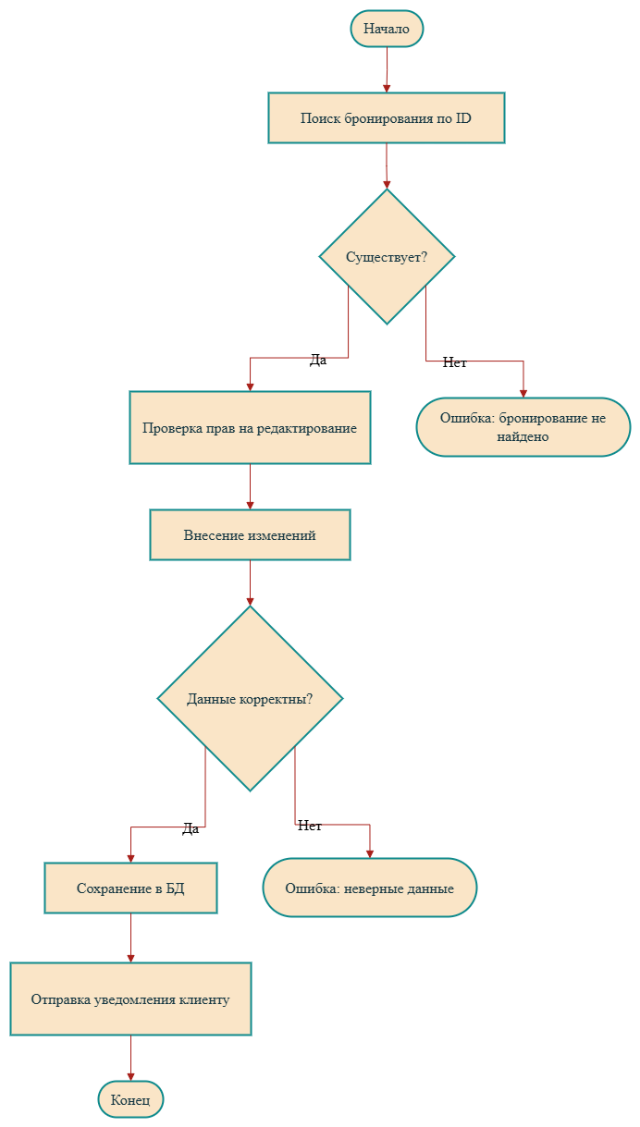 Начало
Поиск бронирования по ID
Существует?
Да
Нет
Проверка прав на редактирование
Ошибка: бронирование не
найдено
Внесение изменений
Данные корректны?
Да
Нет
Сохранение в БД
Ошибка: неверные данные
Отправка уведомления клиенту
Конец